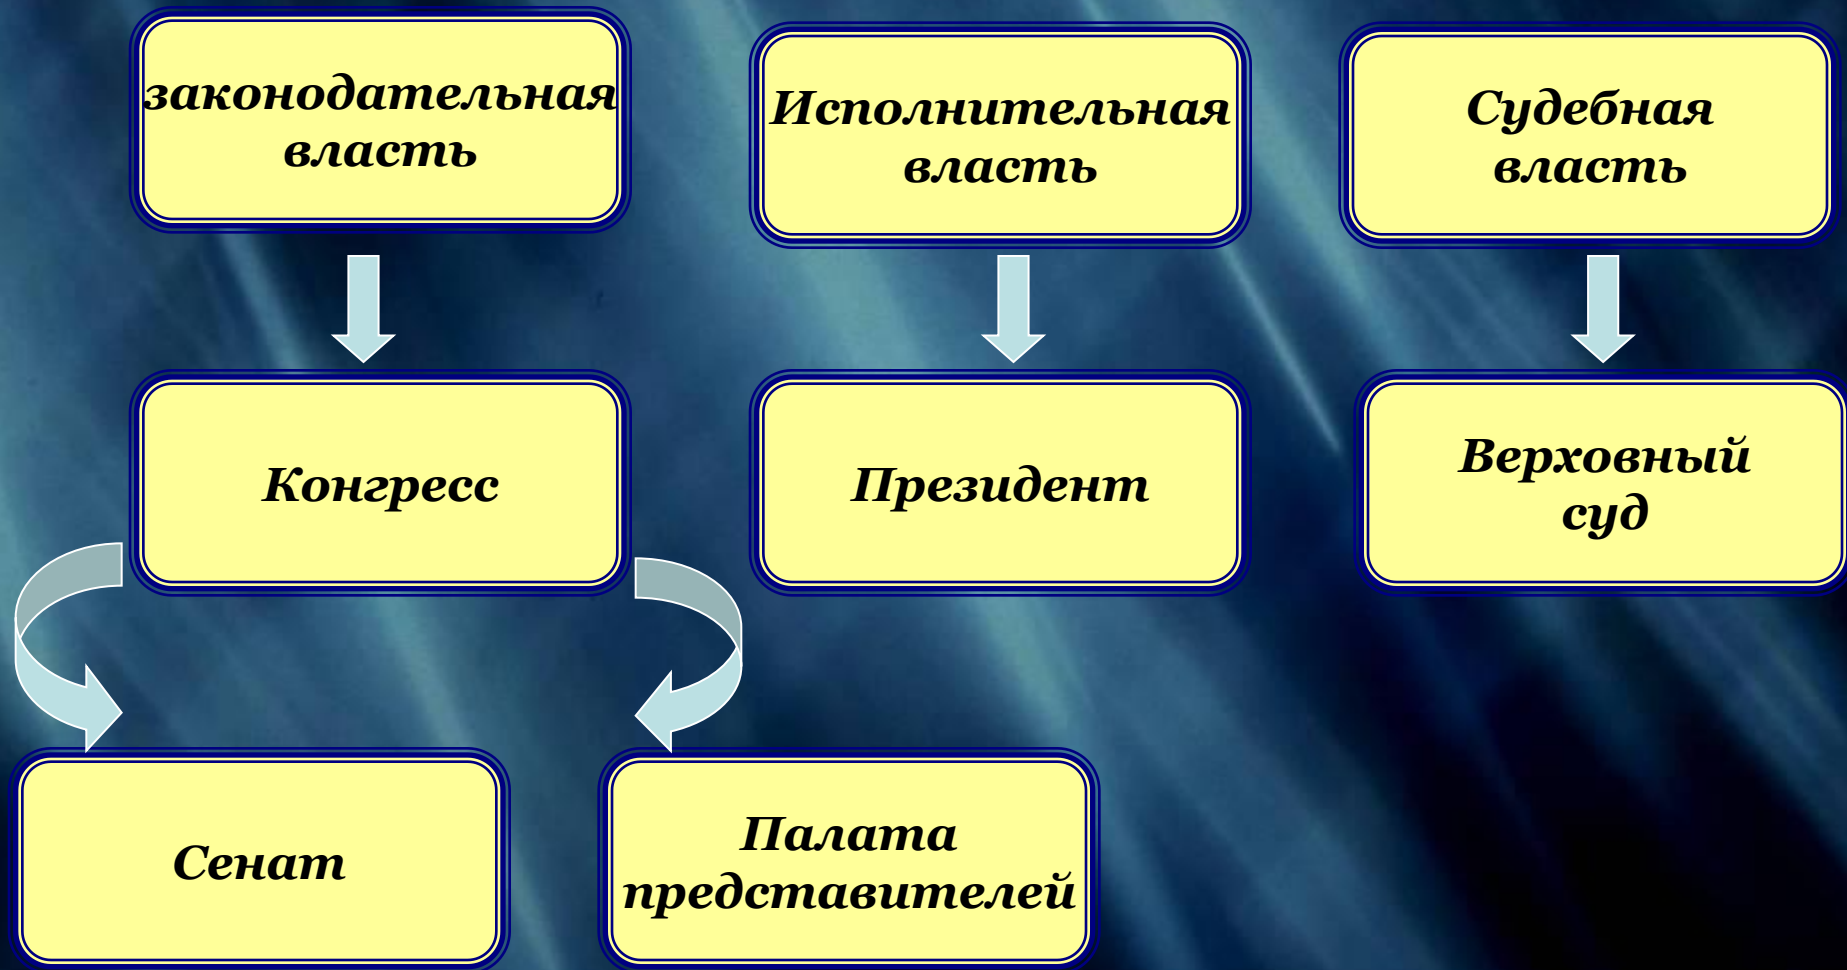 законодательная
власть
Исполнительная
власть
Судебная
власть
Конгресс
Президент
Верховный
суд
Сенат
Палата
представителей